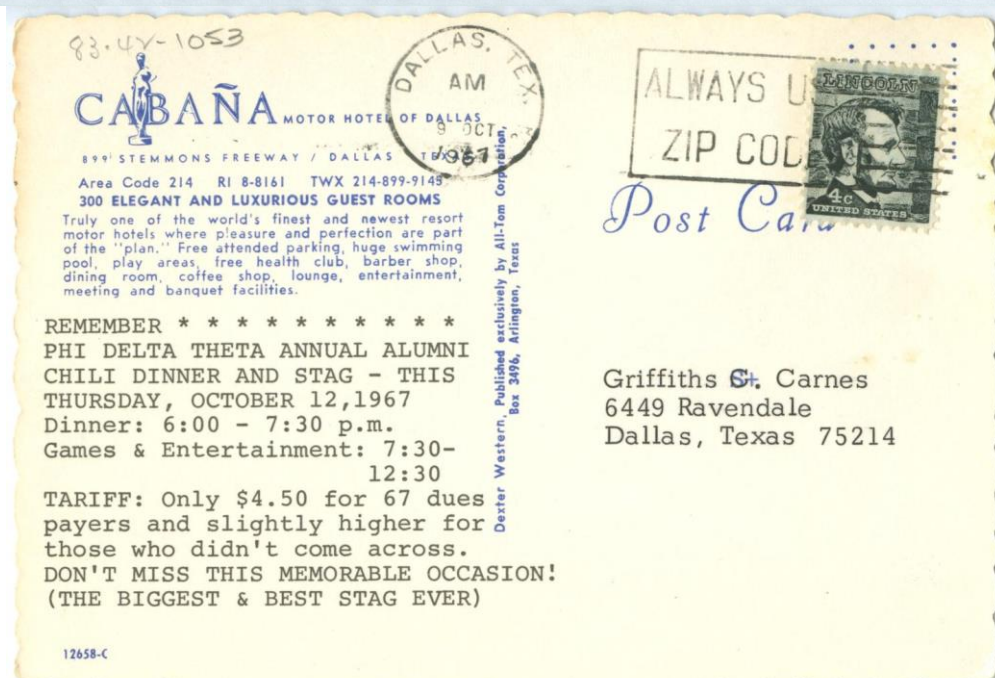 83.42-1053
CABAÑA MOTOR HOTEL OF DALLAS
899 STEMMONS FREEWAY / DALLAS TEXAS
Area Code 214 RI 8-8161 TWX 214-899-9145
300 ELEGANT AND LUXURIOUS GUEST ROOMS
Truly one of the world's finest and newest resort
motor hotels where pleasure and perfection are part
of the "plan." Free attended parking, huge swimming
pool, play areas, free health club, barber shop,
dining room, coffee shop, lounge, entertainment,
meeting and banquet facilities.
REMEMBER * * * * * * * * * *
PHI DELTA THETA ANNUAL ALUMNI
CHILI DINNER AND STAG - THIS
THURSDAY, OCTOBER 12,1967
Dinner: 6:00 - 7:30 p.m.
Games & Entertainment: 7:30-
12:30
TARIFF: Only $4.50 for 67 dues
payers and slightly higher for
those who didn't come across.
DON'T MISS THIS MEMORABLE OCCASION!
(THE BIGGEST & BEST STAG EVER)
12658-C
Dexter Western, Published exclusively by All-Tom Corporation,
Box 3496, Arlington, Texas
DALLAS, TEX.
AM
9 OCT
1967
ALWAYS U
ZIP COD
LINCOLN
4c
UNITED STATES
Post Card
Griffiths C. Carnes
6449 Ravendale
Dallas, Texas 75214